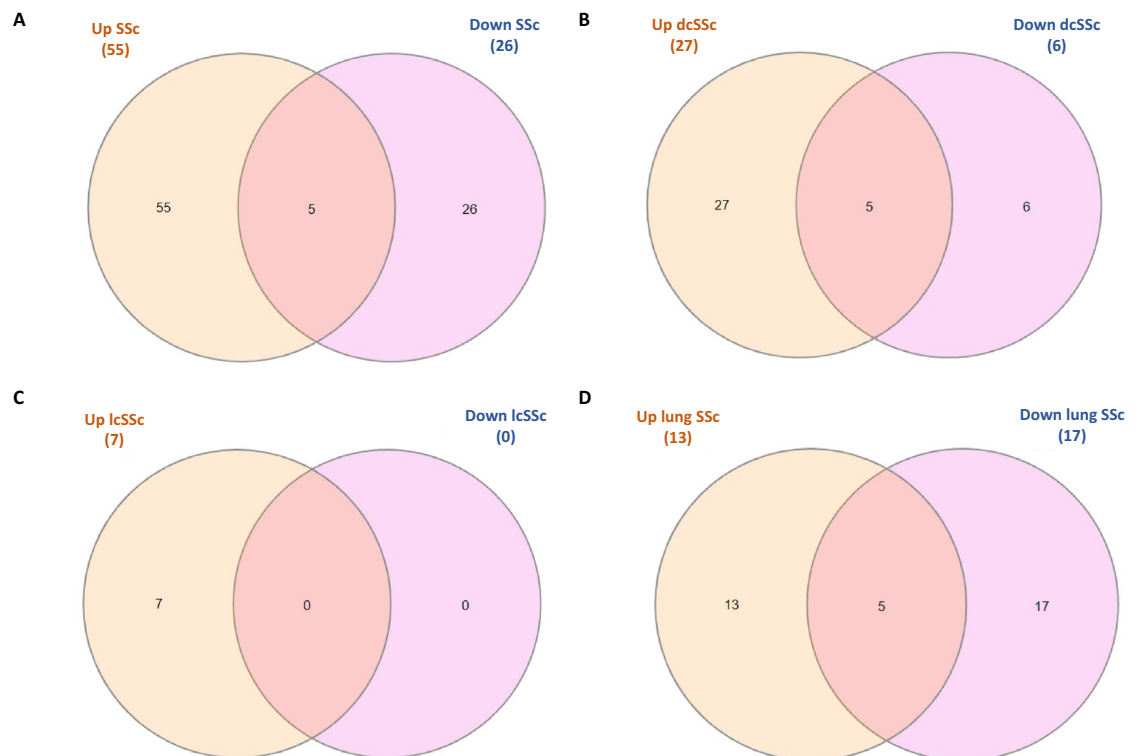 A
Up SSc
(55)
Down SSc
(26)
55
5
26
B
Up dcSSc
(27)
Down dcSSc
(6)
27
5
6
C
Up lcSSc
(7)
Down lcSSc
(0)
7
0
0
D
Up lung SSc
(13)
Down lung SSc
(17)
13
5
17